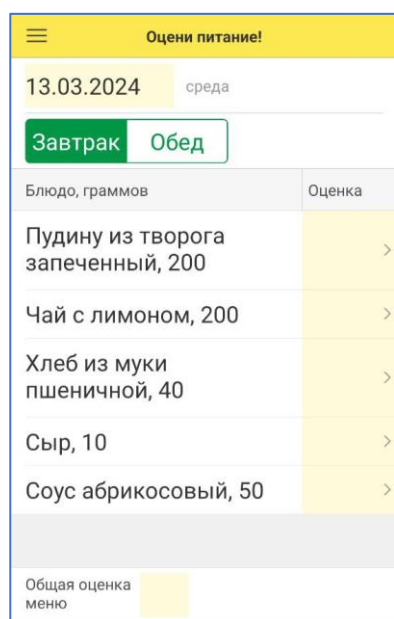 Оцени питание!
13.03.2024 среда
Завтрак Обед
Блюдо, граммов Оценка
Пудину из творога
запеченный, 200
Чай с лимоном, 200
Хлеб из муки
пшеничной, 40
Сыр, 10
Соус абрикосовый, 50
Общая оценка
меню